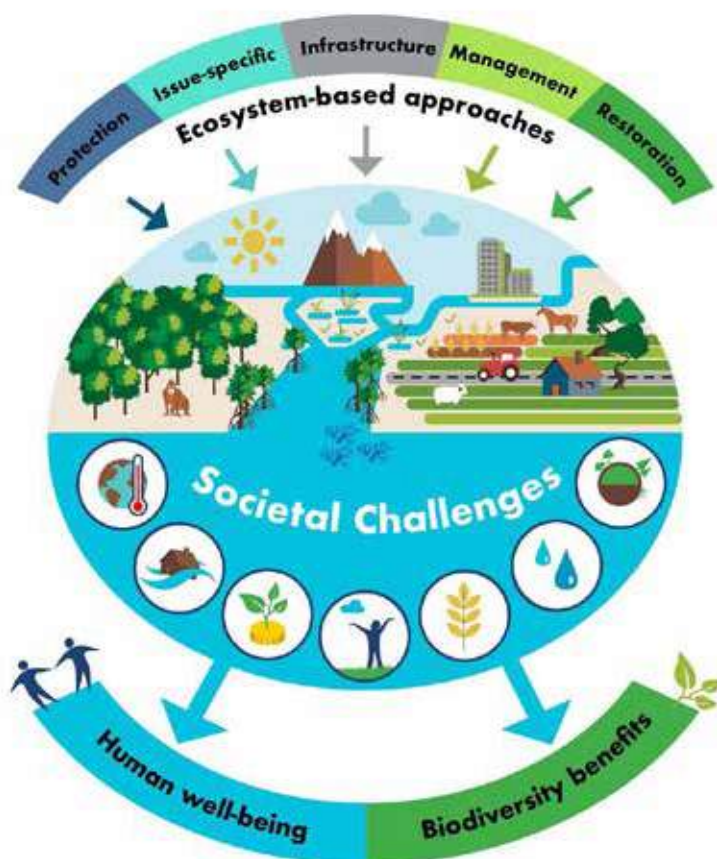 Protection
Issue-specific
Infrastructure
Management
Restoration
Ecosystem-based approaches
Societal Challenges
Human well-being
Biodiversity benefits